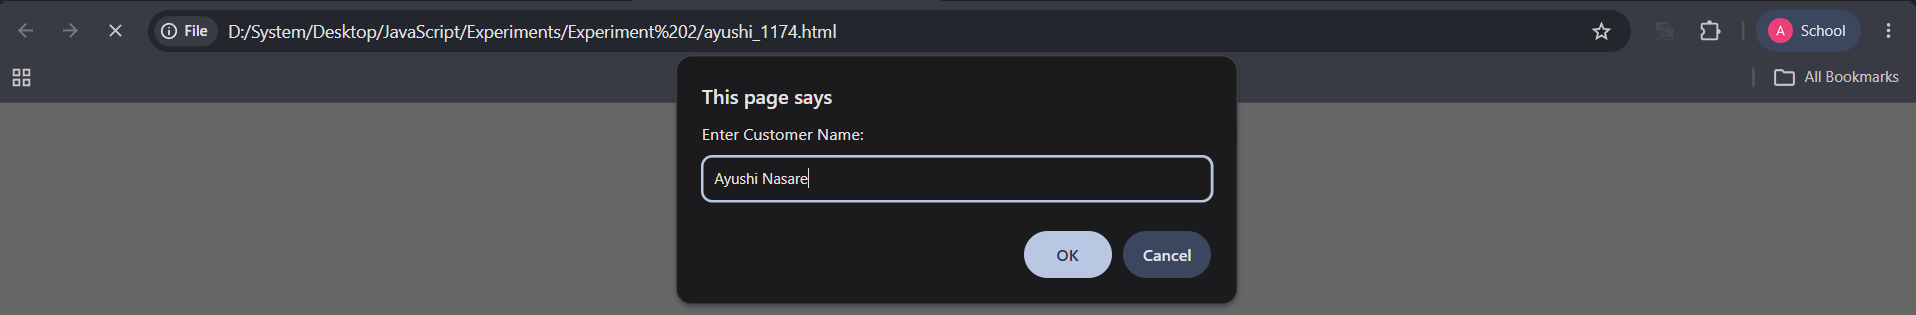 File D:/System/Desktop/JavaScript/Experiments/Experiment%202/ayushi_1174.html A School
All Bookmarks
This page says
Enter Customer Name:
Ayushi Nasare
OK Cancel